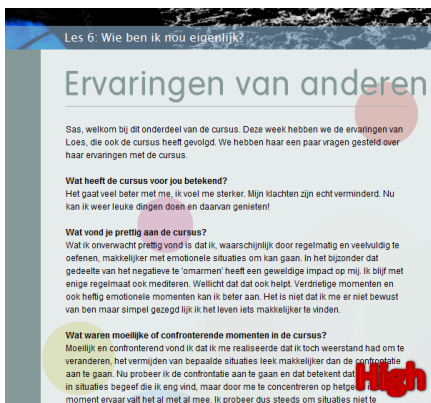 Les 6: Wie ben ik nou eigenlijk?
Ervaringen van anderen
Sas, welkom bij dit onderdeel van de cursus. Deze week hebben we de ervaringen van
Loes, die ook de cursus heeft gevolgd. We hebben haar een paar vragen gesteld over
haar ervaringen met de cursus.
Wat heeft de cursus voor jou betekend?
Het gaat veel beter met me, ik voel me sterker. Mijn klachten zijn echt verminderd. Nu
kan ik weer leuke dingen doen en daarvan genieten!
Wat vond je prettig aan de cursus?
Wat ik onverwacht prettig vond is dat ik, waarschijnlijk door regelmatig en veelvuldig te
oefenen, makkelijker met emotionele situaties om kan gaan. In het bijzonder dat
gedeelte van het negatieve te 'omarmen' heeft een geweldige impact op mij. Ik blijf met
enige regelmaat ook mediteren. Wellicht dat dat ook helpt. Verdrietige momenten en
ook heftig emotionele momenten kan ik beter aan. Het is niet dat ik me er niet bewust
van ben maar simpel gezegd lijk ik het leven iets makkelijker te vinden.
Wat waren moeilijke of confronterende momenten in de cursus?
Moeilijk en confronterend vond ik dat ik me realiseerde dat ik toch weerstand had om te
veranderen, het vermijden van bepaalde situaties leek makkelijker dan de confrontatie
aan te gaan. Nu probeer ik de confrontatie aan te gaan en dat betekent dat
in situaties begeef die ik eng vind, maar door me te concentreren op hetgeen
moment ervaar valt het al met al mee. Ik probeer dus steeds om situaties niet te
High